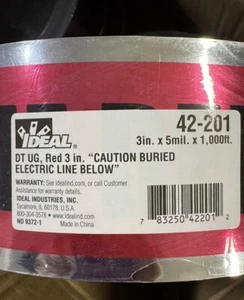 IDEAL
42-201
3in. x 5mil. x 1,000ft.
DT UG, Red 3 in. "CAUTION BURIED
ELECTRIC LINE BELOW"
WARRANTY: See idealind.com, or call Customer
Assistance for warranty information.
IDEAL INDUSTRIES, INC.
Sycamore, IL 60178, U.S.A.
800-304-3578 • www.idealind.com
ND 9372-1 Made in China
7 83250 42201 2